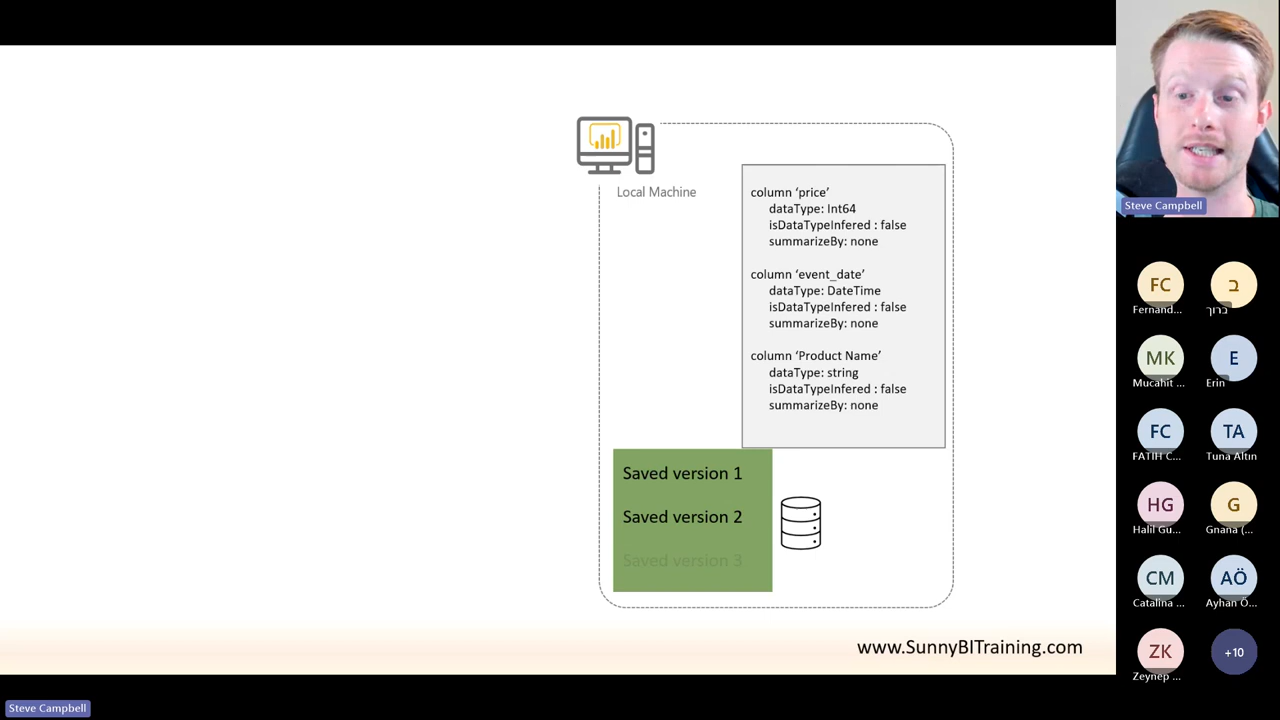 Local Machine
column ‘price’
dataType: Int64
isDataTypeInfered : false
summarizeBy: none
column ‘event_date’
dataType: DateTime
isDataTypeInfered : false
summarizeBy: none
column ‘Product Name’
dataType: string
isDataTypeInfered : false
summarizeBy: none
Saved version 1
Saved version 2
Saved version 3
www.SunnyBITraining.com
Steve Campbell
Steve Campbell
FC
Fernand...
ב
ברוך
MK
Mucahit ...
E
Erin
FC
FATIH C...
TA
Tuna Altın
HG
Halil Gu...
G
Gnana (...
CM
Catalina ...
AÖ
Ayhan Ö...
ZK
Zeynep ...
+10